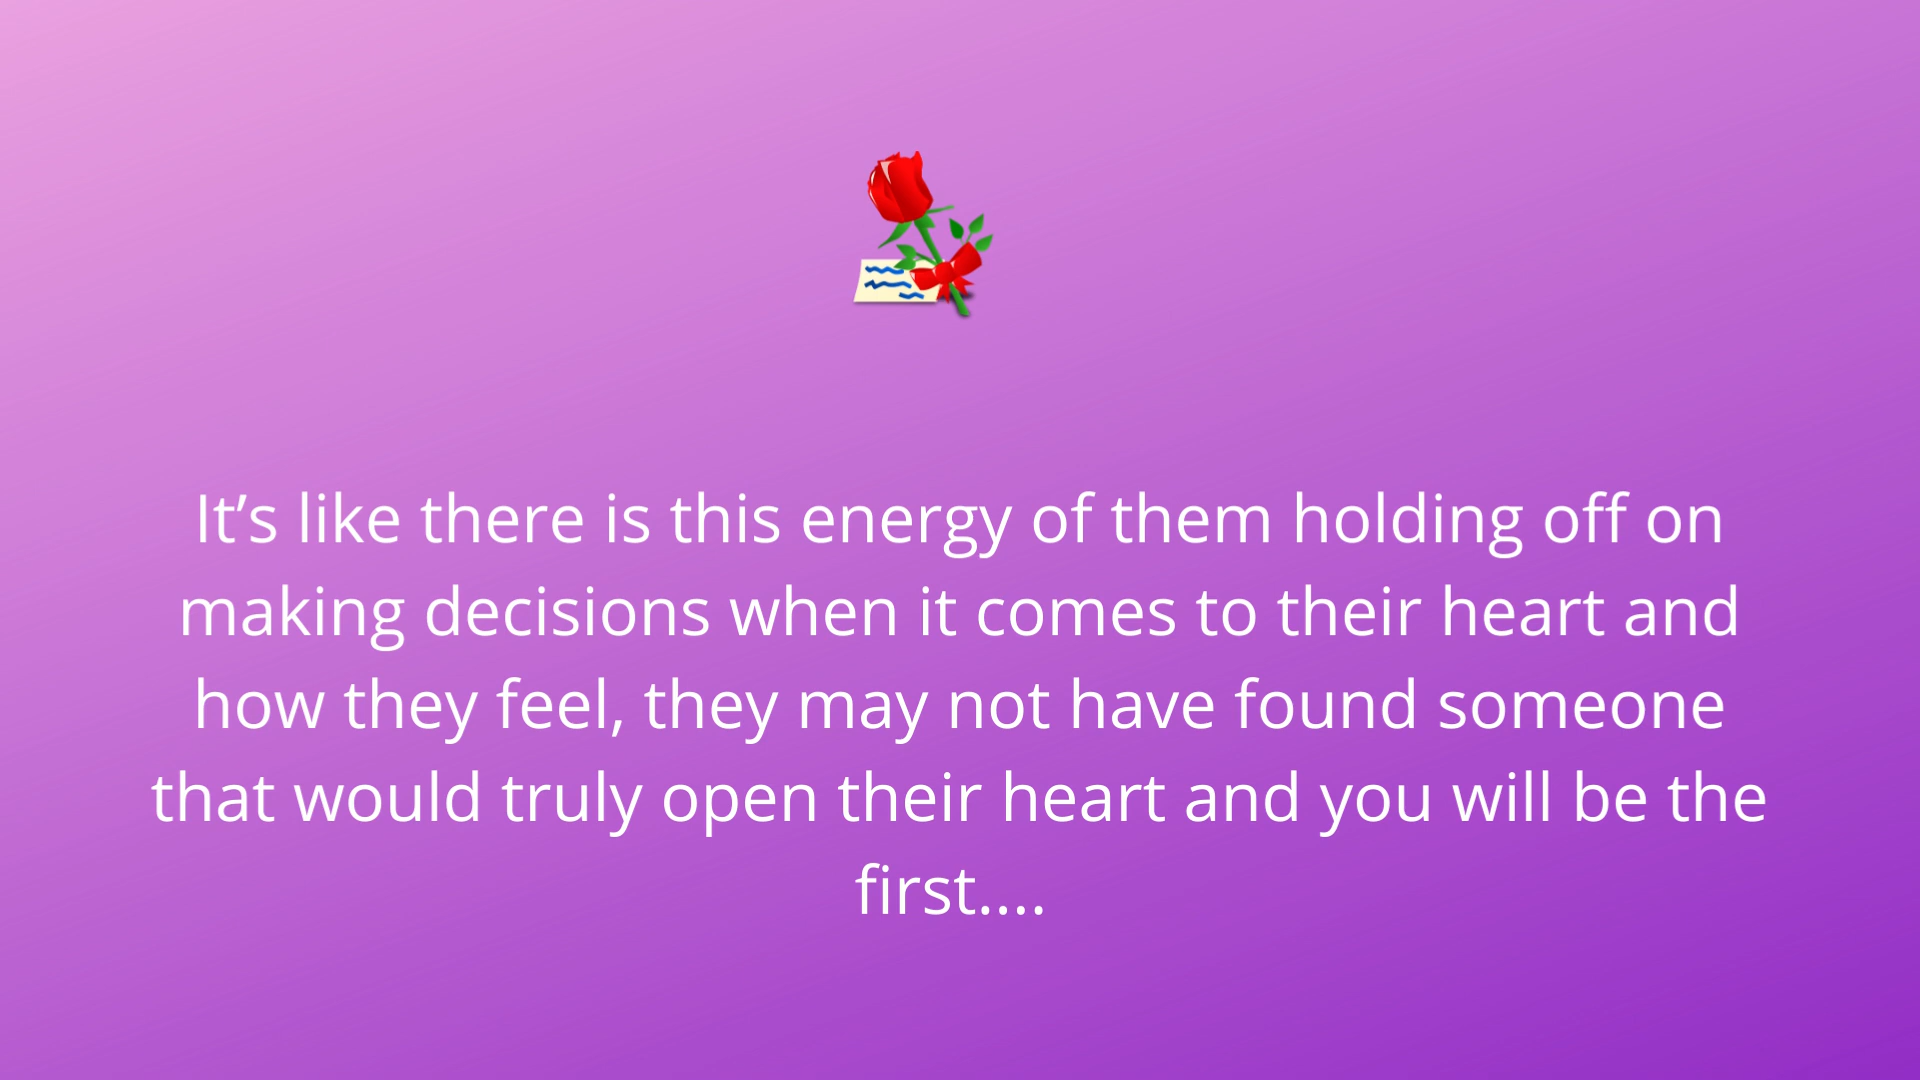 It’s like there is this energy of them holding off on
making decisions when it comes to their heart and
how they feel, they may not have found someone
that would truly open their heart and you will be the
first....